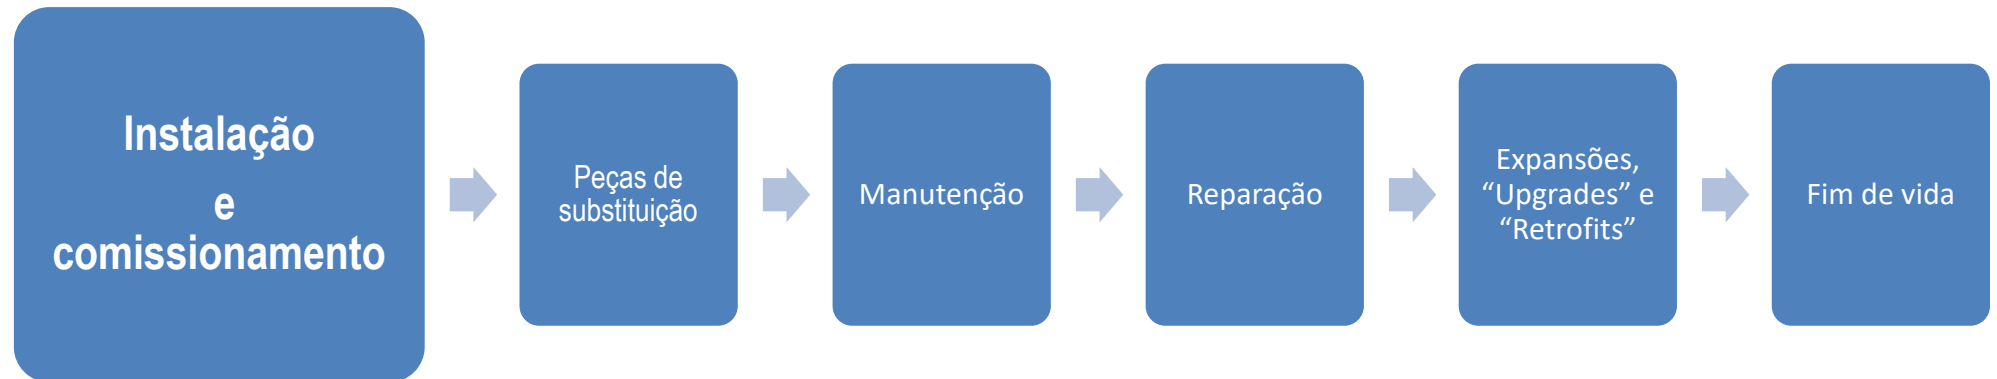 Instalação
e
comissionamento
Peças de
substituição
Manutenção
Reparação
Expansões,
“Upgrades” e
“Retrofits”
Fim de vida